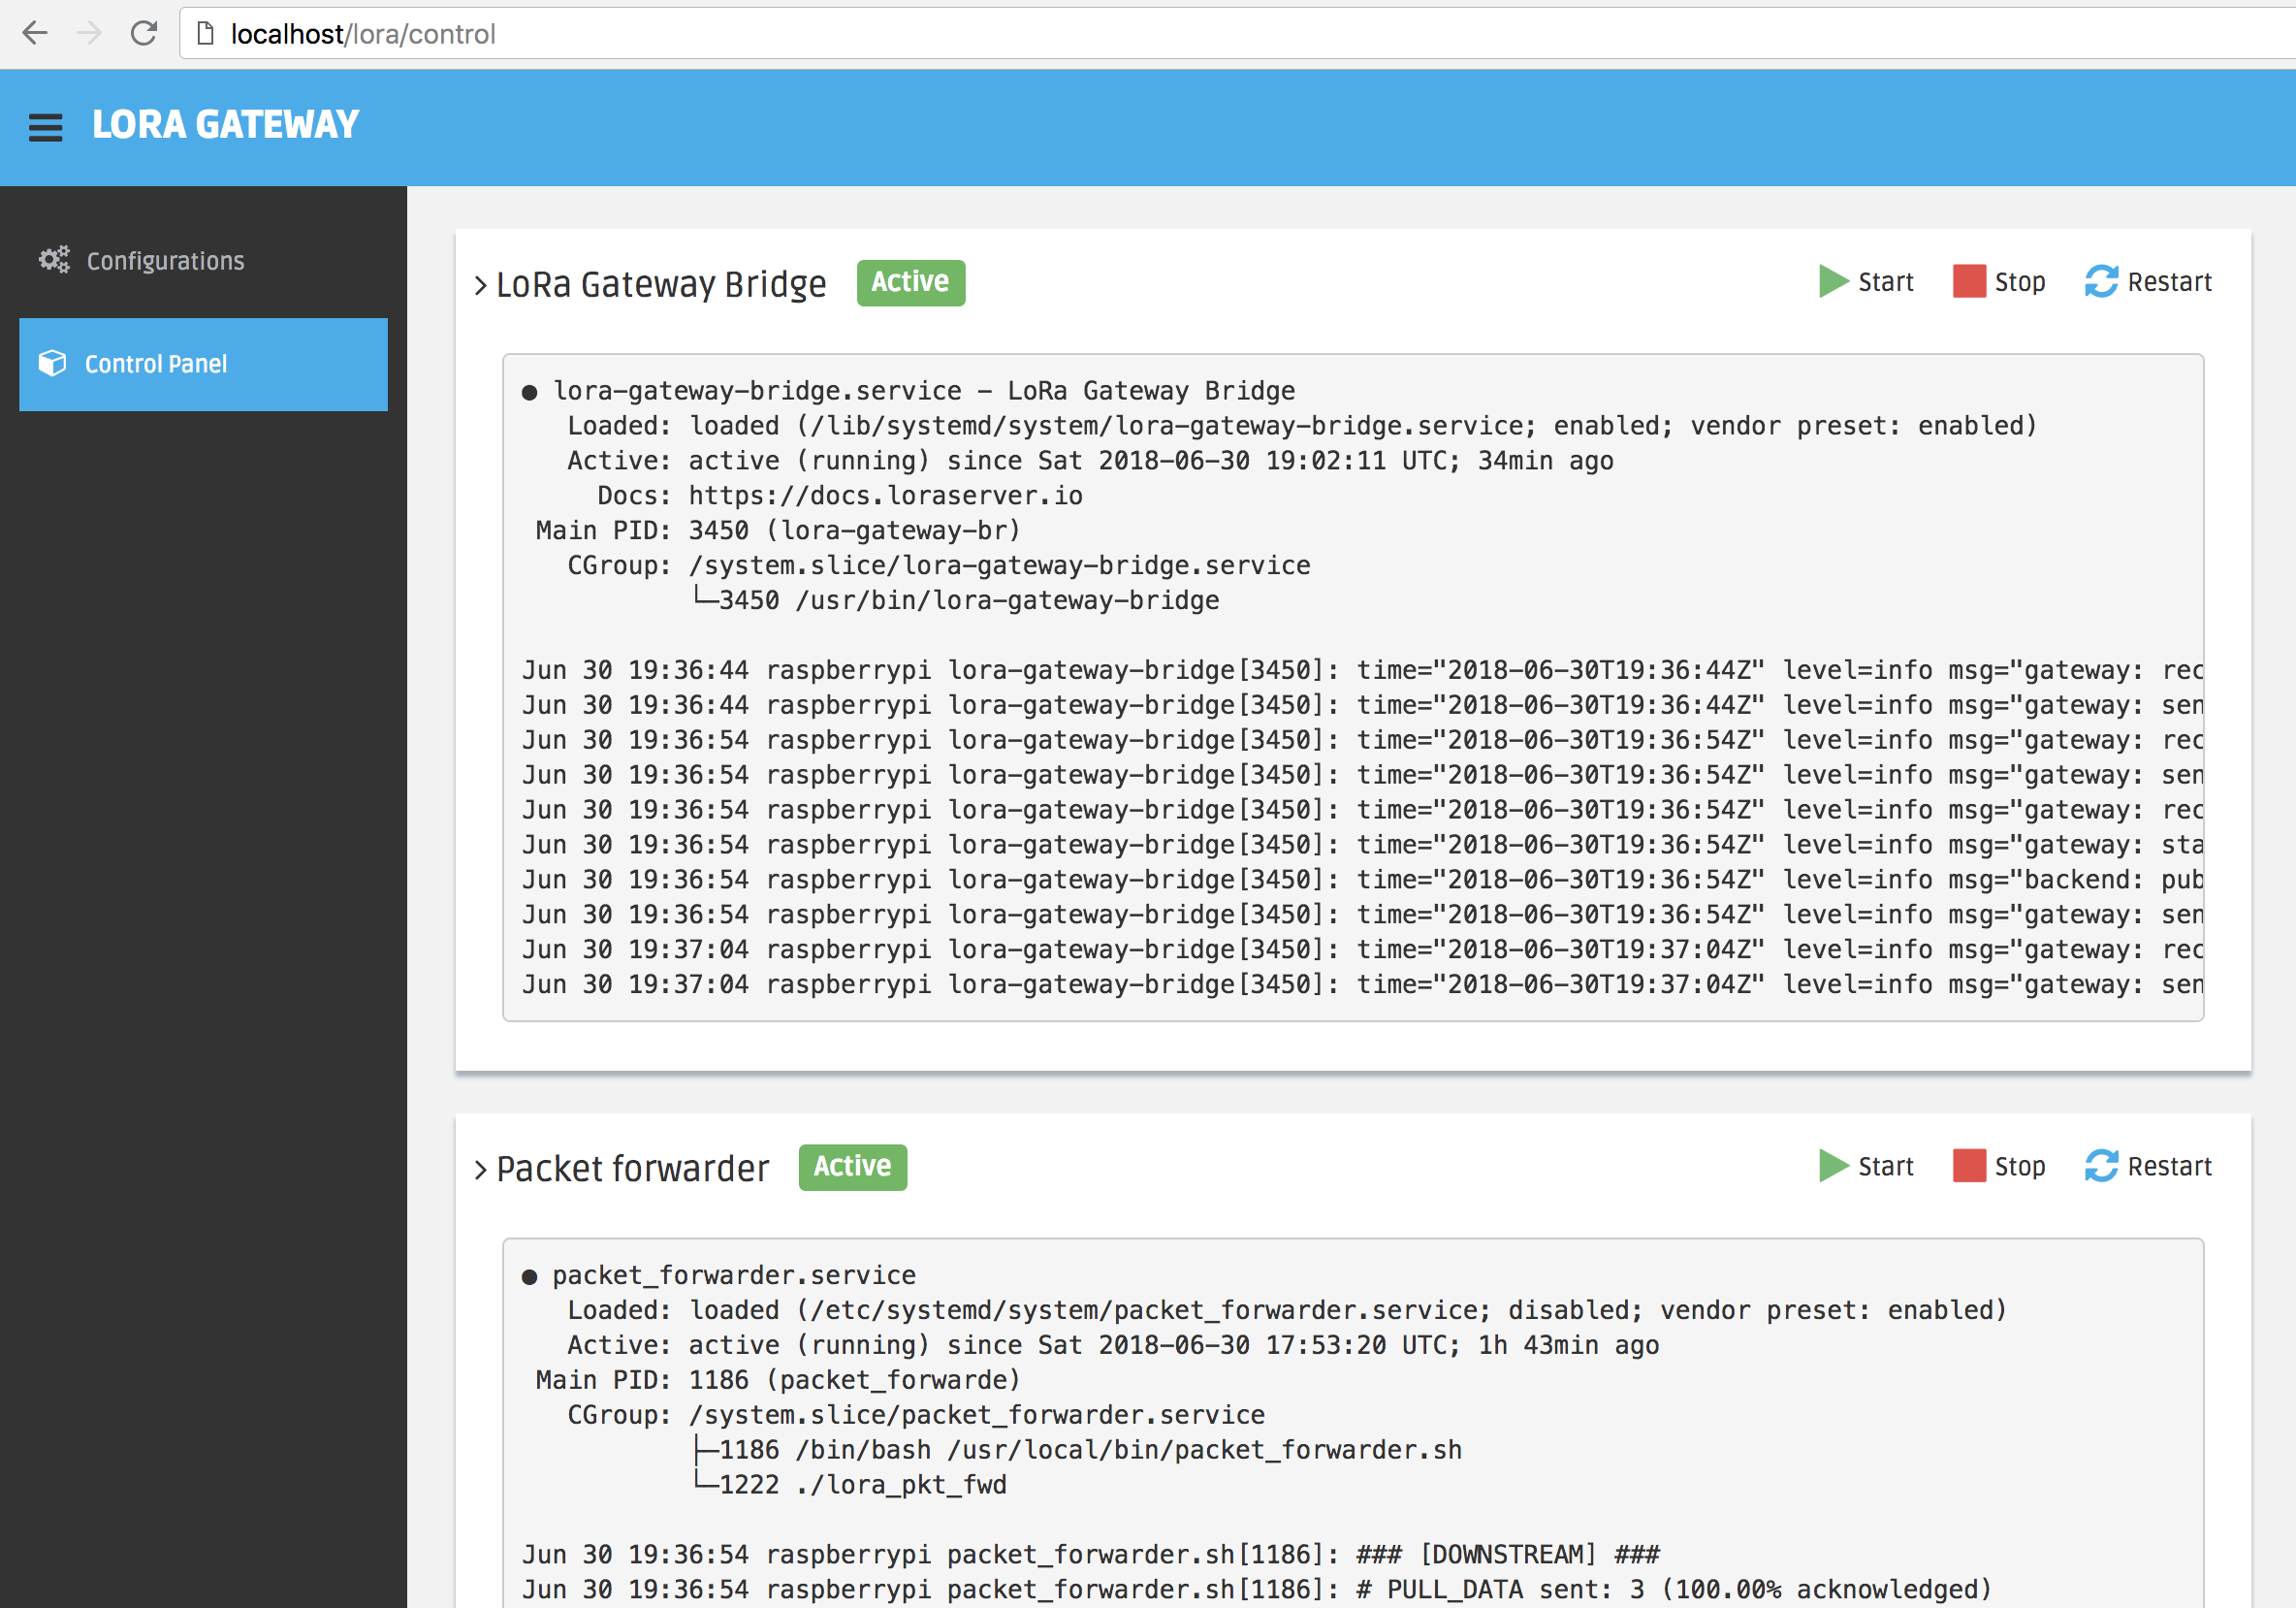 localhost/lora/control
LORA GATEWAY
Configurations
Control Panel
LoRa Gateway Bridge Active Start Stop Restart
● lora-gateway-bridge.service - LoRa Gateway Bridge
Loaded: loaded (/lib/systemd/system/lora-gateway-bridge.service; enabled; vendor preset: enabled)
Active: active (running) since Sat 2018-06-30 19:02:11 UTC; 34min ago
Docs: https://docs.loraserver.io
Main PID: 3450 (lora-gateway-br)
CGroup: /system.slice/lora-gateway-bridge.service
└─3450 /usr/bin/lora-gateway-bridge
Jun 30 19:36:44 raspberrypi lora-gateway-bridge[3450]: time="2018-06-30T19:36:44Z" level=info msg="gateway: rec
Jun 30 19:36:44 raspberrypi lora-gateway-bridge[3450]: time="2018-06-30T19:36:44Z" level=info msg="gateway: sen
Jun 30 19:36:54 raspberrypi lora-gateway-bridge[3450]: time="2018-06-30T19:36:54Z" level=info msg="gateway: rec
Jun 30 19:36:54 raspberrypi lora-gateway-bridge[3450]: time="2018-06-30T19:36:54Z" level=info msg="gateway: sen
Jun 30 19:36:54 raspberrypi lora-gateway-bridge[3450]: time="2018-06-30T19:36:54Z" level=info msg="gateway: rec
Jun 30 19:36:54 raspberrypi lora-gateway-bridge[3450]: time="2018-06-30T19:36:54Z" level=info msg="gateway: sta
Jun 30 19:36:54 raspberrypi lora-gateway-bridge[3450]: time="2018-06-30T19:36:54Z" level=info msg="backend: pub
Jun 30 19:36:54 raspberrypi lora-gateway-bridge[3450]: time="2018-06-30T19:36:54Z" level=info msg="gateway: sen
Jun 30 19:37:04 raspberrypi lora-gateway-bridge[3450]: time="2018-06-30T19:37:04Z" level=info msg="gateway: rec
Jun 30 19:37:04 raspberrypi lora-gateway-bridge[3450]: time="2018-06-30T19:37:04Z" level=info msg="gateway: sen
Packet forwarder Active Start Stop Restart
● packet_forwarder.service
Loaded: loaded (/etc/systemd/system/packet_forwarder.service; disabled; vendor preset: enabled)
Active: active (running) since Sat 2018-06-30 17:53:20 UTC; 1h 43min ago
Main PID: 1186 (packet_forwarde)
CGroup: /system.slice/packet_forwarder.service
├─1186 /bin/bash /usr/local/bin/packet_forwarder.sh
└─1222 ./lora_pkt_fwd
Jun 30 19:36:54 raspberrypi packet_forwarder.sh[1186]: ### [DOWNSTREAM] ###
Jun 30 19:36:54 raspberrypi packet_forwarder.sh[1186]: # PULL_DATA sent: 3 (100.00% acknowledged)